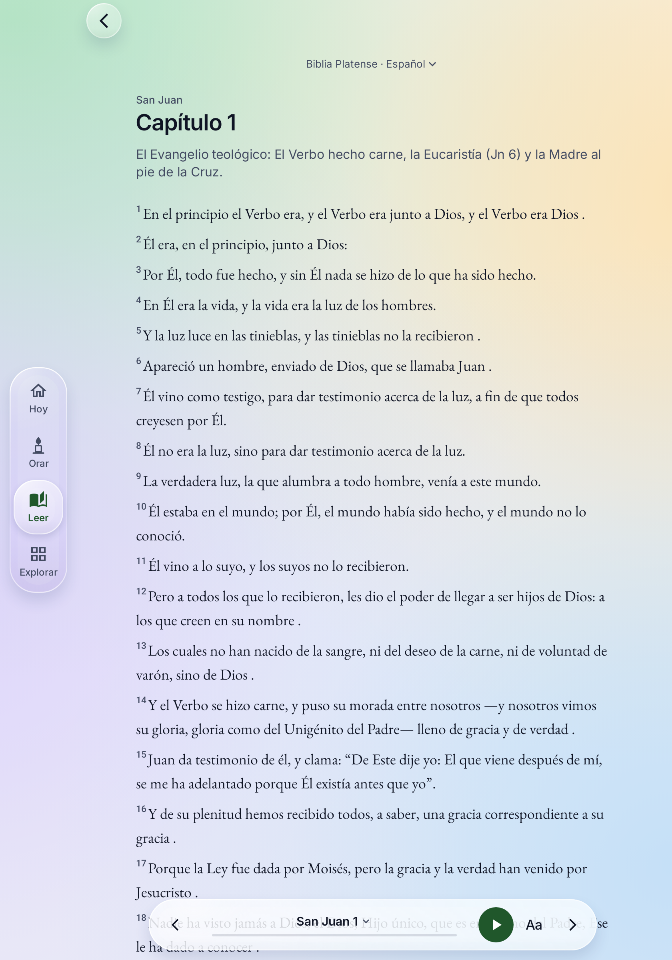 Biblia Platense · Español
San Juan
Capítulo 1
El Evangelio teológico: El Verbo hecho carne, la Eucaristía (Jn 6) y la Madre al
pie de la Cruz.
1 En el principio el Verbo era, y el Verbo era junto a Dios, y el Verbo era Dios .
2 Él era, en el principio, junto a Dios:
3 Por Él, todo fue hecho, y sin Él nada se hizo de lo que ha sido hecho.
4 En Él era la vida, y la vida era la luz de los hombres.
5 Y la luz luce en las tinieblas, y las tinieblas no la recibieron .
6 Apareció un hombre, enviado de Dios, que se llamaba Juan .
7 Él vino como testigo, para dar testimonio acerca de la luz, a fin de que todos
creyesen por Él.
8 Él no era la luz, sino para dar testimonio acerca de la luz.
9 La verdadera luz, la que alumbra a todo hombre, venía a este mundo.
10 Él estaba en el mundo; por Él, el mundo había sido hecho, y el mundo no lo
conoció.
11 Él vino a lo suyo, y los suyos no lo recibieron.
12 Pero a todos los que lo recibieron, les dio el poder de llegar a ser hijos de Dios: a
los que creen en su nombre .
13 Los cuales no han nacido de la sangre, ni del deseo de la carne, ni de voluntad de
varón, sino de Dios .
14 Y el Verbo se hizo carne, y puso su morada entre nosotros —y nosotros vimos
su gloria, gloria como del Unigénito del Padre— lleno de gracia y de verdad .
15 Juan da testimonio de él, y clama: “De Este dije yo: El que viene después de mí,
se me ha adelantado porque Él existía antes que yo”.
16 Y de su plenitud hemos recibido todos, a saber, una gracia correspondiente a su
gracia .
17 Porque la Ley fue dada por Moisés, pero la gracia y la verdad han venido por
Jesucristo .
18 Nadie ha visto jamás a Hijo único, que es se
le ha dado a conocer .
Hoy
Orar
Leer
Explorar
San Juan 1
Aa